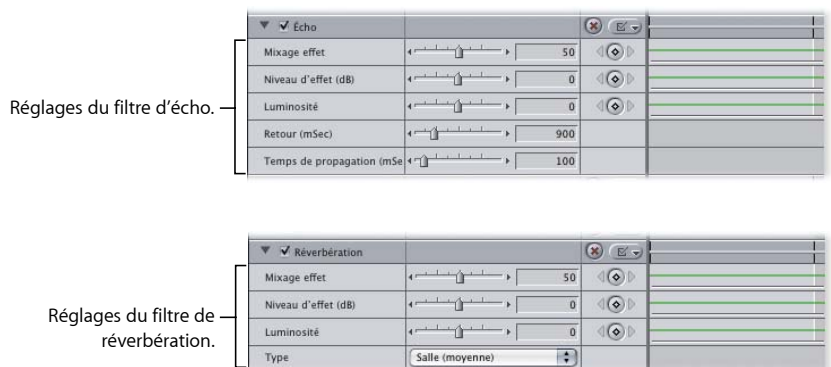 Écho
Mixage effet 50
Niveau d'effet (dB) 0
Réglages du filtre d'écho.
Luminosité 0
Retour (mSec) 900
Temps de propagation (mSe 100
Réverbération
Mixage effet 50
Niveau d'effet (dB) 0
Réglages du filtre de
réverbération.
Luminosité 0
Type Salle (moyenne)